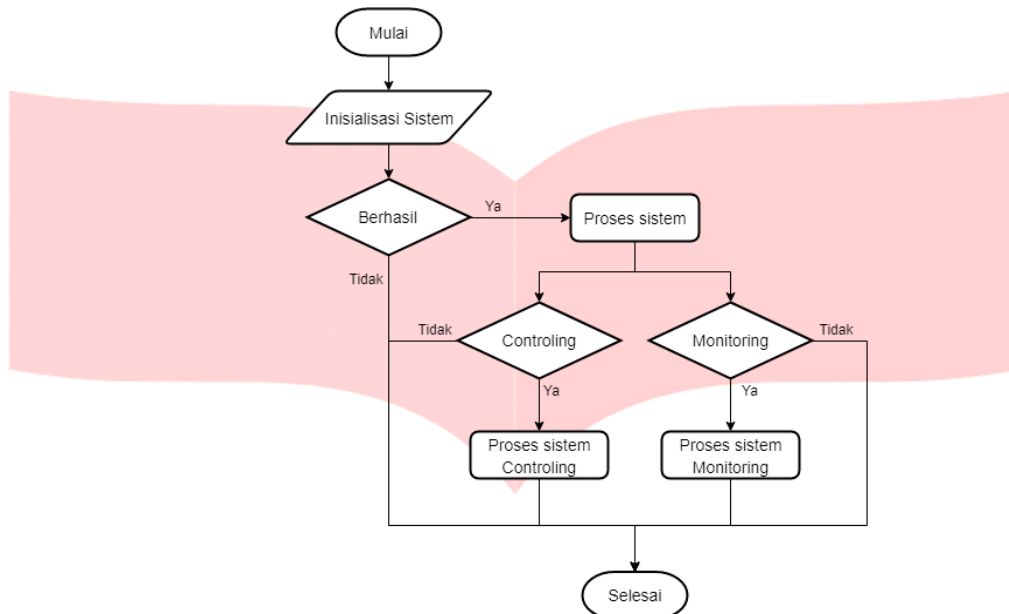 Mulai
Inisialisasi Sistem
Berhasil
Ya
Proses sistem
Tidak
Tidak
Controling
Monitoring
Tidak
Ya
Ya
Proses sistem
Controling
Proses sistem
Monitoring
Selesai